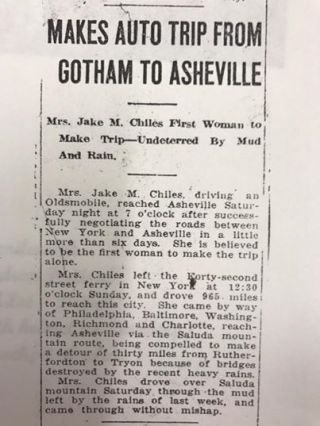 MAKES AUTO TRIP FROM
GOTHAM TO ASHEVILLE
Mrs. Jake M. Chiles First Woman to
Make Trip—Undeterred By Mud
And Rain.
Mrs. Jake M. Chiles, driving an
Oldsmobile, reached Asheville Satur-
day night at 7 o'clock after success-
fully negotiating the roads between
New York and Asheville in a little
more than six days. She is believed
to be the first woman to make the trip
alone.
Mrs. Chiles left the Forty-second
street ferry in New York at 12:30
o'clock Sunday, and drove 965 miles
to reach this city. She came by way
of Philadelphia, Baltimore, Washing-
ton, Richmond and Charlotte, reach-
ing Asheville via the Saluda moun-
tain route, being compelled to make
a detour of thirty miles from Ruther-
fordton to Tryon because of bridges
destroyed by the recent heavy rains.
Mrs. Chiles drove over Saluda
mountain Saturday through the mud
left by the rains of last week, and
came through without mishap.